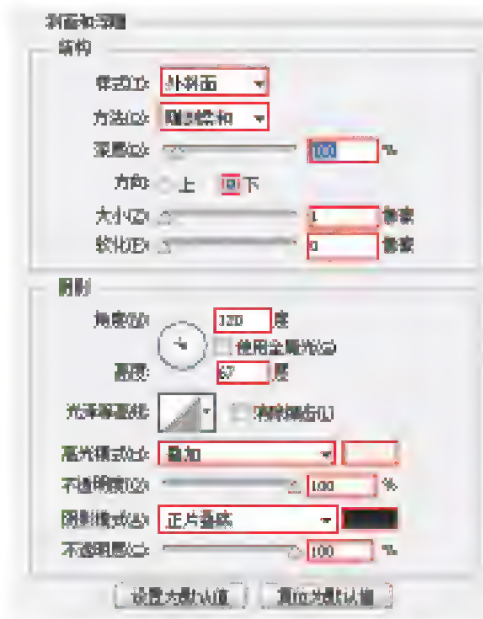 斜面和浮雕
结构
样式(T): 外斜面
方法(Q): 雕刻柔和
深度(D): 100 %
方向: 上 下
大小(Z): 1 像素
软化(F): 0 像素
阴影
角度(N): 120 度
使用全局光(G)
高度: 67 度
光泽等高线: 消除锯齿(L)
高光模式(H): 叠加
不透明度(O): 100 %
阴影模式(A): 正片叠底
不透明度(C): 100 %
设置为默认值 复位为默认值